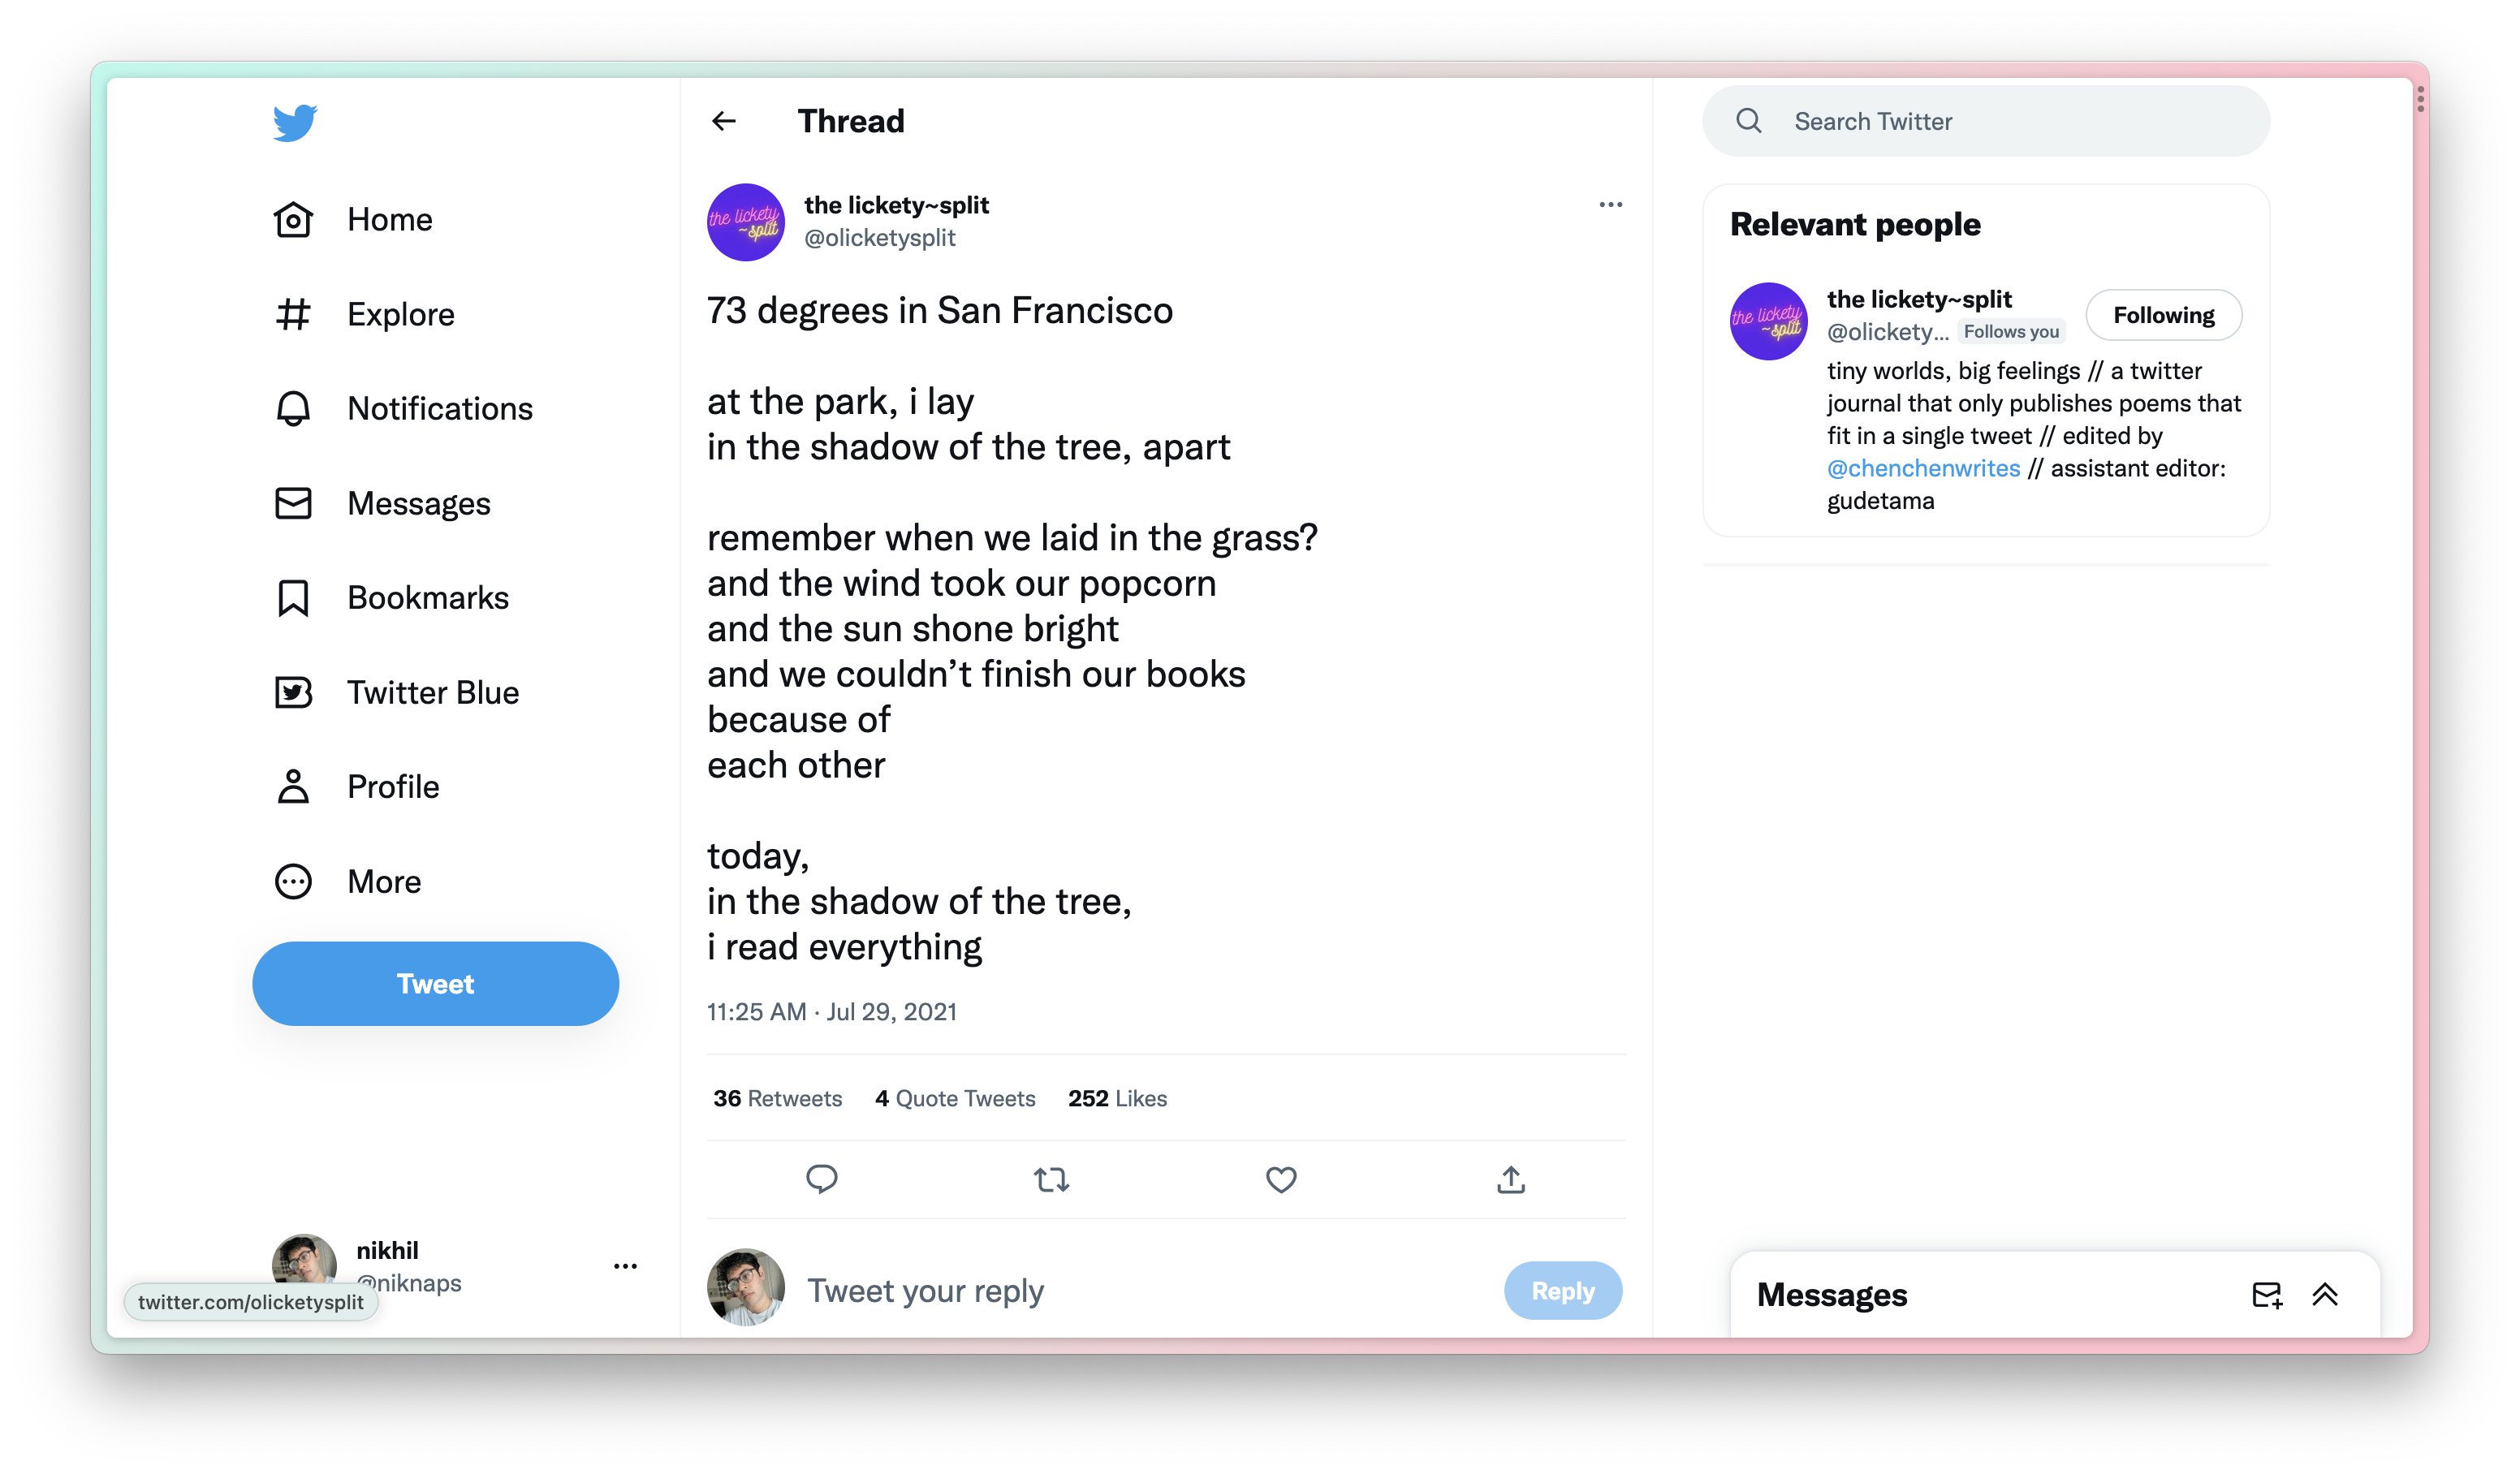 Home
Explore
Notifications
Messages
Bookmarks
Twitter Blue
Profile
More
Tweet
nikhil
@niknaps
twitter.com/olicketysplit
Thread
the lickety
~split
the lickety~split
@olicketysplit
73 degrees in San Francisco
at the park, i lay
in the shadow of the tree, apart
remember when we laid in the grass?
and the wind took our popcorn
and the sun shone bright
and we couldn’t finish our books
because of
each other
today,
in the shadow of the tree,
i read everything
11:25 AM · Jul 29, 2021
36 Retweets 4 Quote Tweets 252 Likes
Tweet your reply
Reply
Search Twitter
Relevant people
the lickety
~split
the lickety~split
@olickety... Follows you
Following
tiny worlds, big feelings // a twitter
journal that only publishes poems that
fit in a single tweet // edited by
@chenchenwrites // assistant editor:
gudetama
Messages